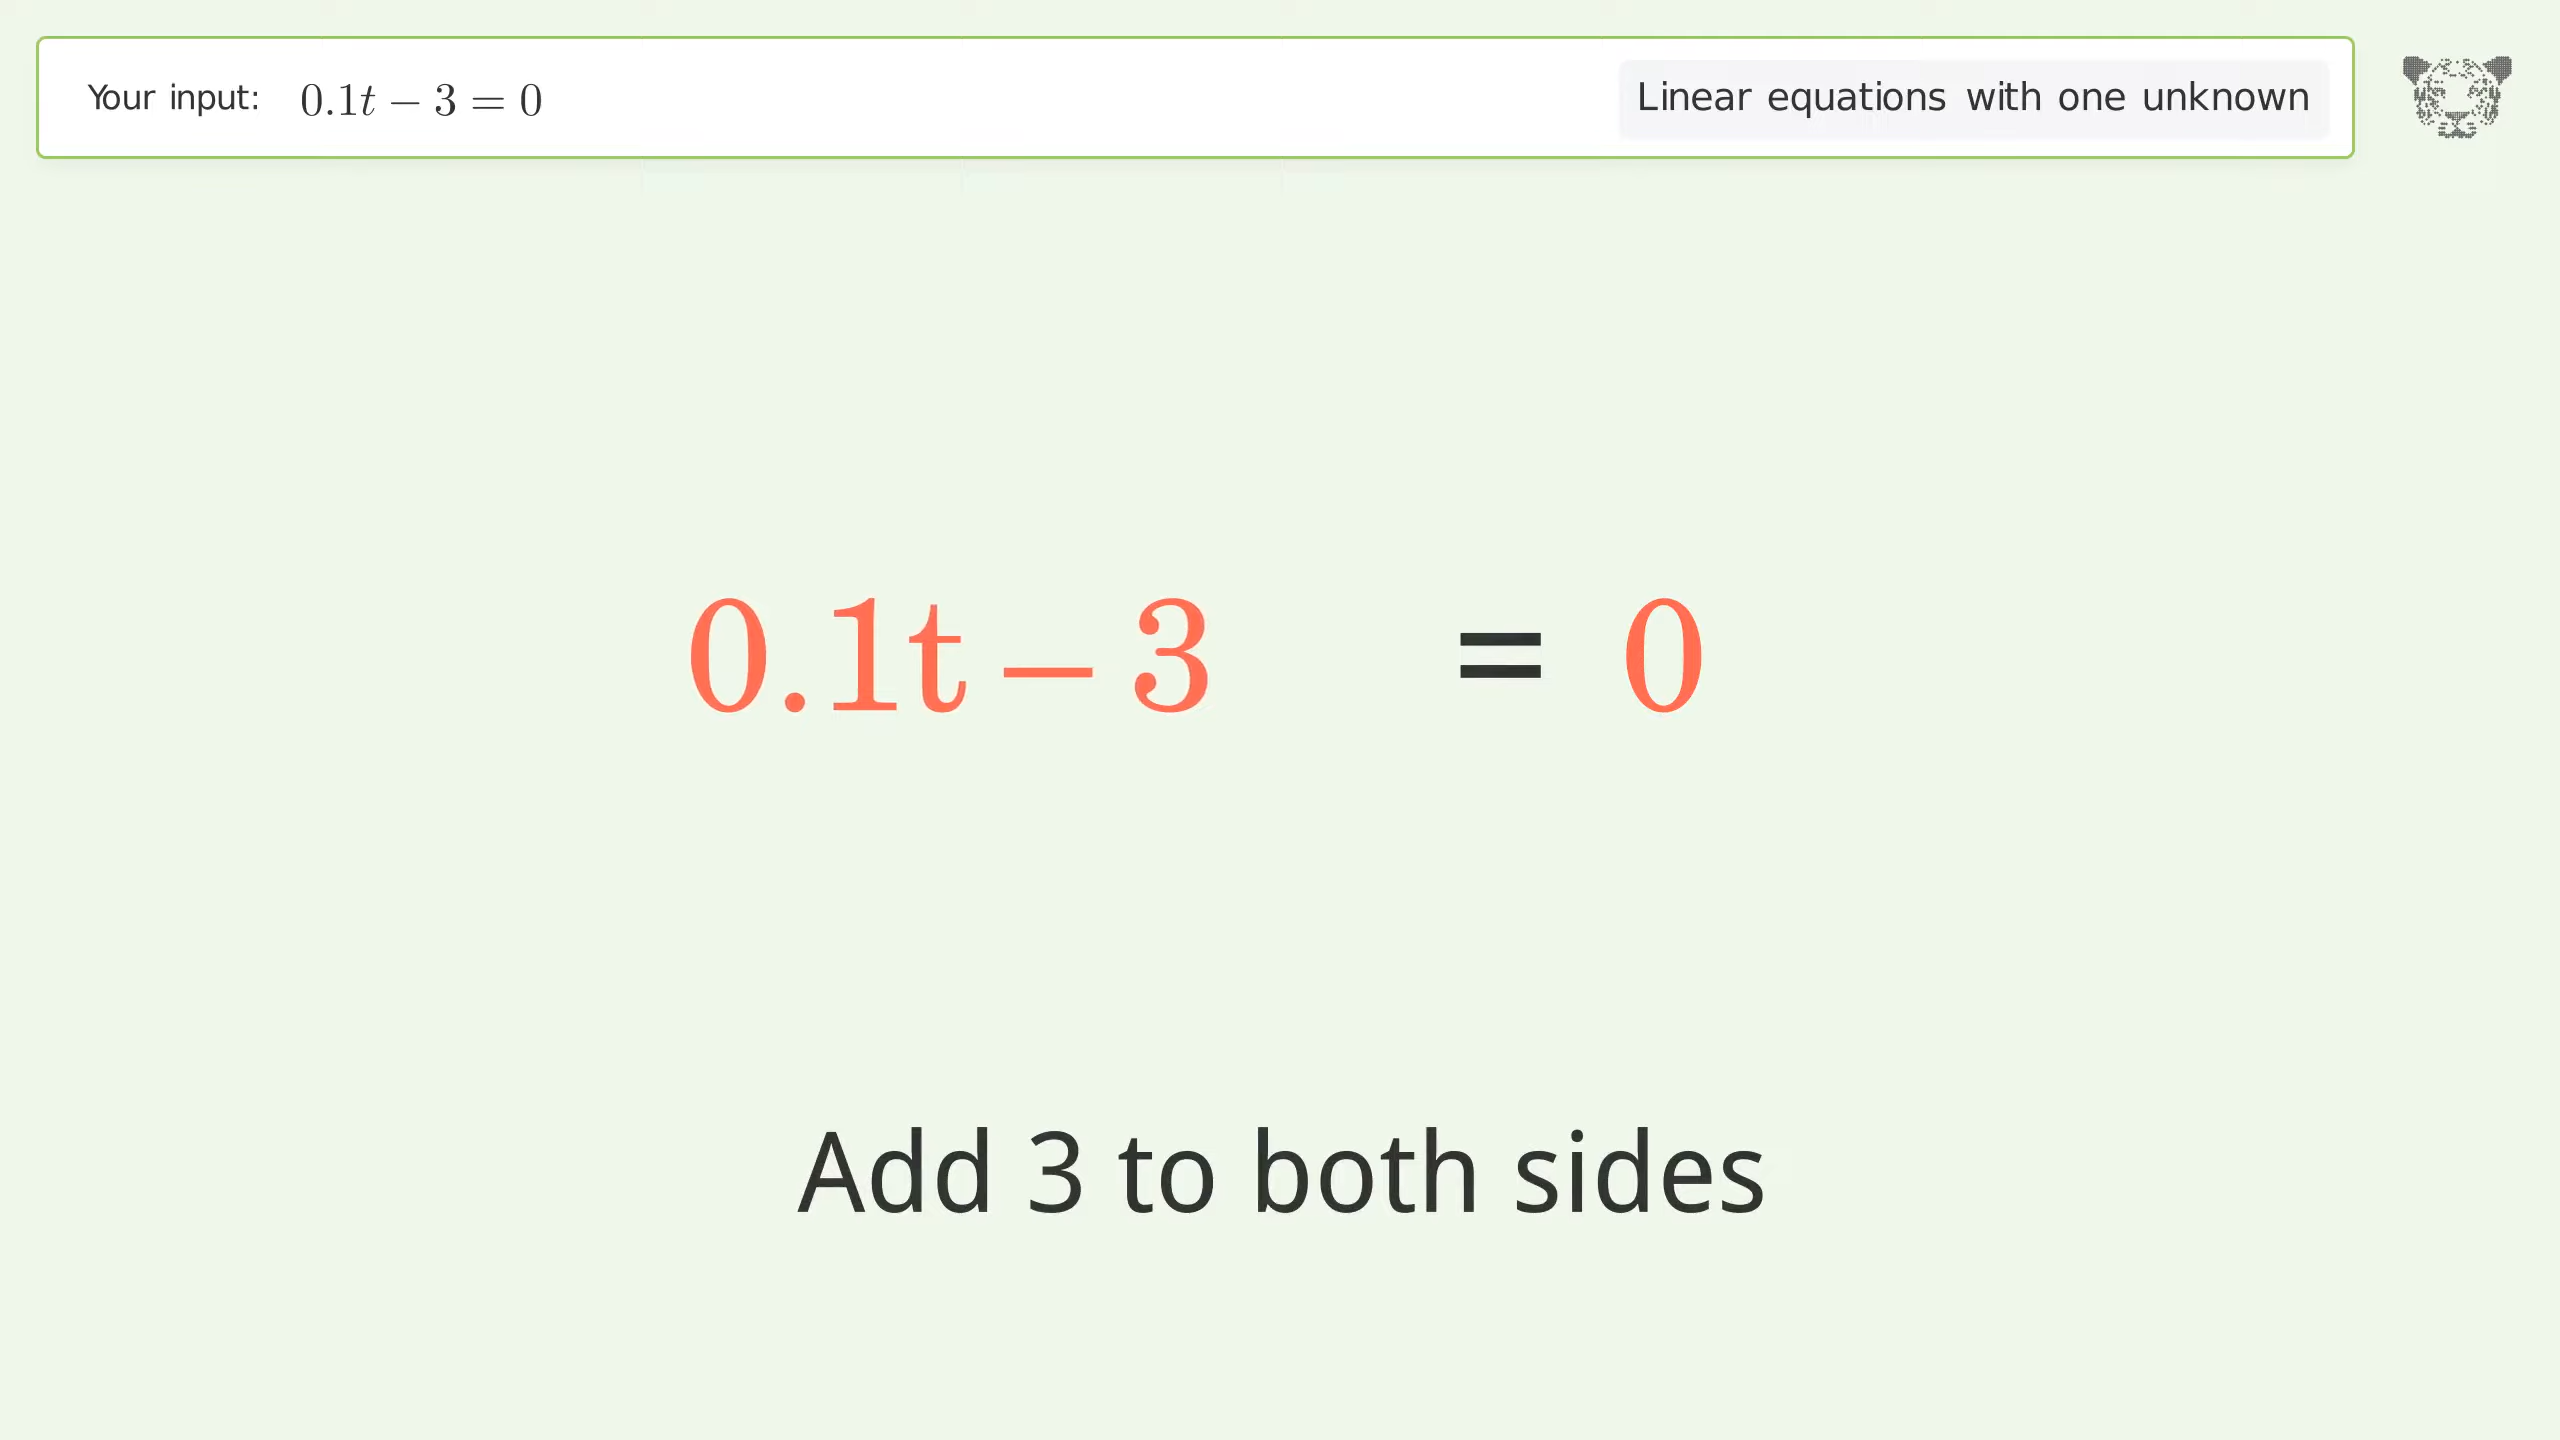 Your input: 0.1t − 3 = 0 Linear equations with one unknown
0.1t − 3 = 0
Add 3 to both sides